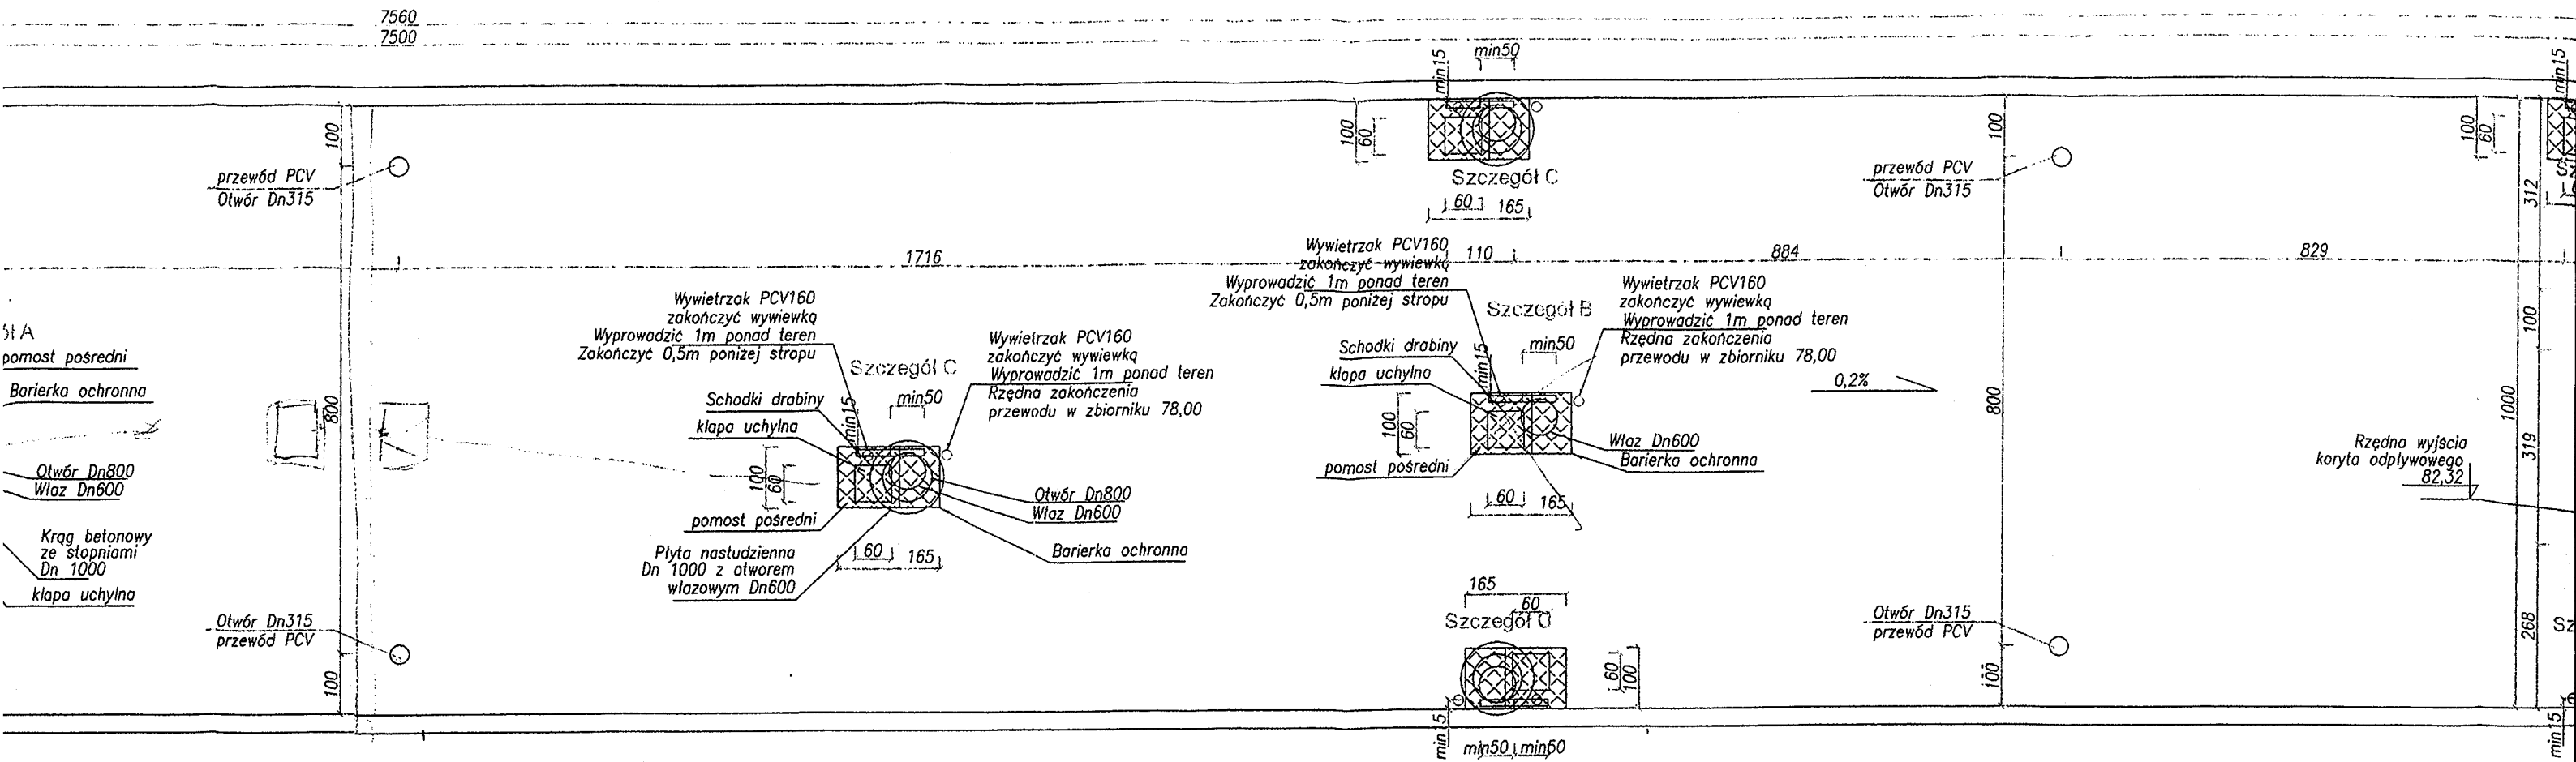 7560
7500
min15
min50
min15
100
przewód PCV
Otwór Dn315
100
60
Szczegół C
60
165
100
przewód PCV
Otwór Dn315
100
60
312
1716
110
884
829
Wywietrzak PCV160
zakończyć wywiewką
Wyprowadzić 1m ponad teren
Zakończyć 0,5m poniżej stropu
Szczegół B
Wywietrzak PCV160
zakończyć wywiewką
Wyprowadzić 1m ponad teren
Rzędna zakończenia
przewodu w zbiorniku 78,00
Schodki drabiny
klapa uchylna
min15
min50
100
60
Właz Dn600
Barierka ochronna
pomost pośredni
60
165
0,2%
Wywietrzak PCV160
zakończyć wywiewką
Wyprowadzić 1m ponad teren
Zakończyć 0,5m poniżej stropu
Szczegół C
Wywietrzak PCV160
zakończyć wywiewką
Wyprowadzić 1m ponad teren
Rzędna zakończenia
przewodu w zbiorniku 78,00
Schodki drabiny
klapa uchylna
min15
min50
100
60
Otwór Dn800
Właz Dn600
pomost pośredni
Płyta nastudzienna
Dn 1000 z otworem
włazowym Dn600
60
165
Barierka ochronna
ół A
pomost pośredni
Barierka ochronna
800
Otwór Dn800
Właz Dn600
Krąg betonowy
ze stopniami
Dn 1000
klapa uchylna
Otwór Dn315
przewód PCV
100
800
100
1000
319
Rzędna wyjścia
koryta odpływowego
82,32
165
60
Szczegół C
60
100
min15
min50
min60
Otwór Dn315
przewód PCV
100
268
Sz
min15